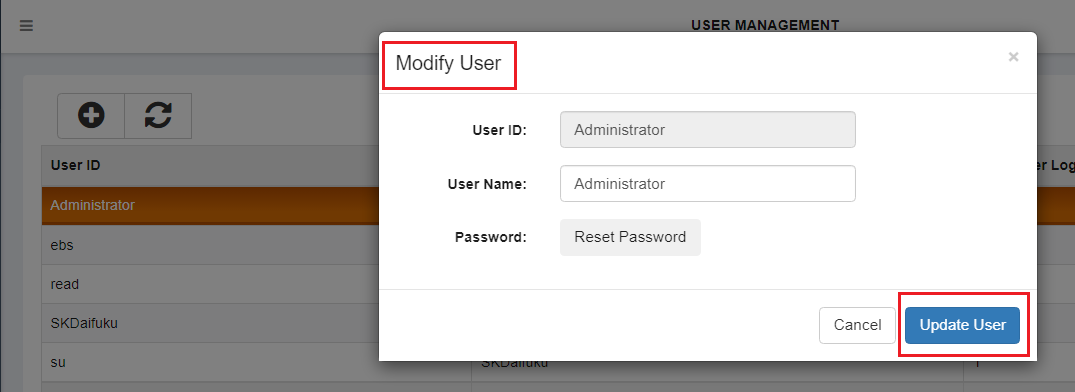 USER MANAGEMENT
Modify User
×
User ID:
Administrator
User Name:
Administrator
Password:
Reset Password
Cancel
Update User
User ID
er Log
Administrator
ebs
read
SKDaifuku
su
SKDaifuku